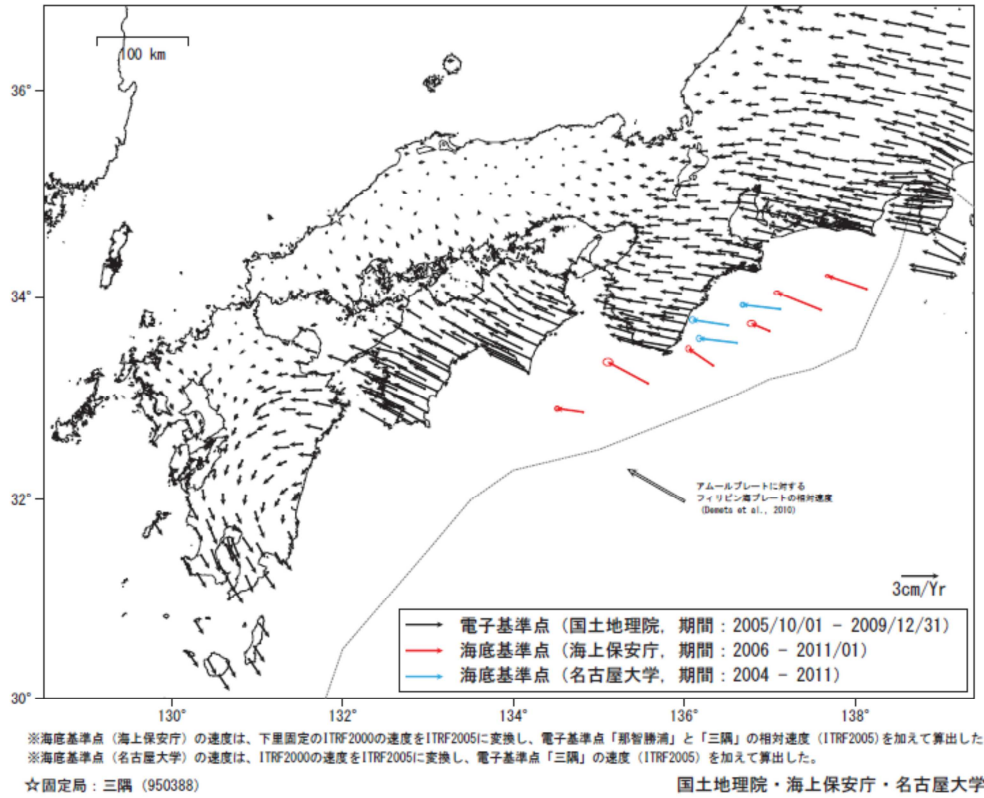 100 km
36°
34°
32°
30°
アムールプレートに対する
フィリピン海プレートの相対速度
(Demets et al., 2010)
3cm/Yr
電子基準点（国土地理院, 期間：2005/10/01 - 2009/12/31）
海底基準点（海上保安庁, 期間：2006 - 2011/01）
海底基準点（名古屋大学, 期間：2004 - 2011）
130° 132° 134° 136° 138°
※海底基準点（海上保安庁）の速度は、下里固定のITRF2000の速度をITRF2005に変換し、電子基準点「那智勝浦」と「三隅」の相対速度（ITRF2005）を加えて算出した
※海底基準点（名古屋大学）の速度は、ITRF2000の速度をITRF2005に変換し、電子基準点「三隅」の速度（ITRF2005）を加えて算出した。
☆固定局：三隅（950388）
国土地理院・海上保安庁・名古屋大学